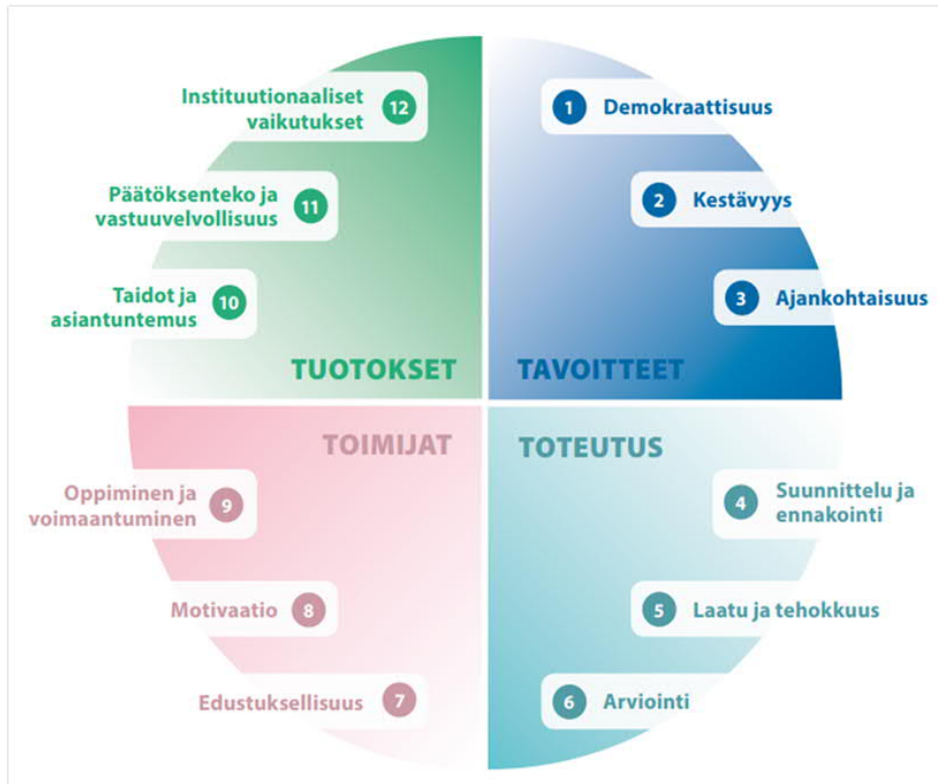 TAVOITTEET
1 Demokraattisuus
2 Kestävyys
3 Ajankohtaisuus
TOTEUTUS
4 Suunnittelu ja
ennakointi
5 Laatu ja tehokkuus
6 Arviointi
TOIMIJAT
7 Edustuksellisuus
8 Motivaatio
9 Oppiminen ja
voimaantuminen
TUOTOKSET
10 Taidot ja
asiantuntemus
11 Päätöksenteko ja
vastuuvelvollisuus
12 Instituutionaaliset
vaikutukset